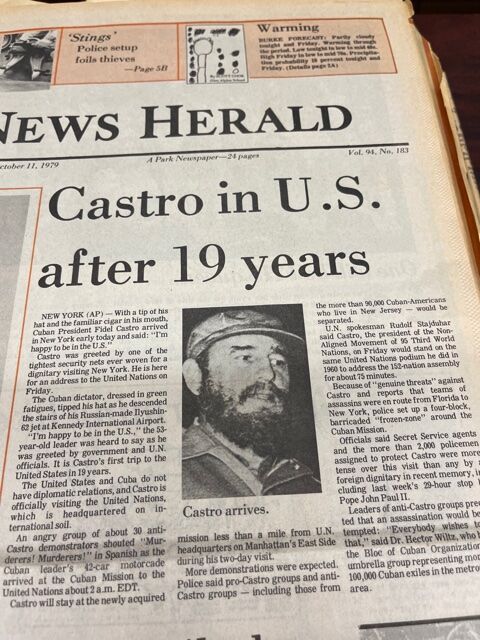 'Stings'
Police setup
foils thieves
—Page 5B
Warming
BURKE FORECAST: Partly cloudy
tonight and Friday. Warming through
the period. Low tonight in low to mid 40s.
High Friday in low to mid 70s. Precipita-
tion probability 10 percent tonight and
Friday. (Details page 2A)
NEWS HERALD
October 11, 1979
A Park Newspaper—24 pages
Vol. 94, No. 183
Castro in U.S.
after 19 years
NEW YORK (AP) — With a tip of his
hat and the familiar cigar in his mouth,
Cuban President Fidel Castro arrived
in New York early today and said: "I'm
happy to be in the U.S."
Castro was greeted by one of the
tightest security nets ever woven for a
dignitary visiting New York. He is here
for an address to the United Nations on
Friday.
The Cuban dictator, dressed in green
fatigues, tipped his hat as he descended
the stairs of his Russian-made Ilyushin-
62 jet at Kennedy International Airport.
"I'm happy to be in the U.S.," the 53-
year-old leader was heard to say as he
was greeted by government and U.N.
officials. It is Castro's first trip to the
United States in 19 years.
The United States and Cuba do not
have diplomatic relations, and Castro is
officially visiting the United Nations,
which is headquartered on in-
ternational soil.
An angry group of about 30 anti-
Castro demonstrators shouted "Mur-
derers! Murderers!" in Spanish as the
Cuban leader's 42-car motorcade
arrived at the Cuban Mission to the
United Nations about 2 a.m. EDT.
Castro will stay at the newly acquired
Castro arrives.
mission less than a mile from U.N.
headquarters on Manhattan's East Side
during his two-day visit.
More demonstrations were expected.
Police said pro-Castro groups and anti-
Castro groups — including those from
the more than 90,000 Cuban-Americans
who live in New Jersey — would be
separated.
U.N. spokesman Rudolf Stajduhar
said Castro, the president of the Non-
Aligned Movement of 95 Third World
Nations, on Friday would stand on the
same United Nations podium he did in
1960 to address the 152-nation assembly
for about 75 minutes.
Because of "genuine threats" against
Castro and reports that teams of
assassins were en route from Florida to
New York, police set up a four-block,
barricaded "frozen-zone" around the
Cuban Mission.
Officials said Secret Service agents
and the more than 2,000 policemen
assigned to protect Castro were more
tense over this visit than any by
foreign dignitary in recent memory, in
cluding last week's 29-hour stop
Pope John Paul II.
Leaders of anti-Castro groups pre
ted that an assassination would be
tempted. "Everybody wishes to
that," said Dr. Hector Wiltz, who
the Bloc of Cuban Organization
umbrella group representing mor
100,000 Cuban exiles in the metro
area.